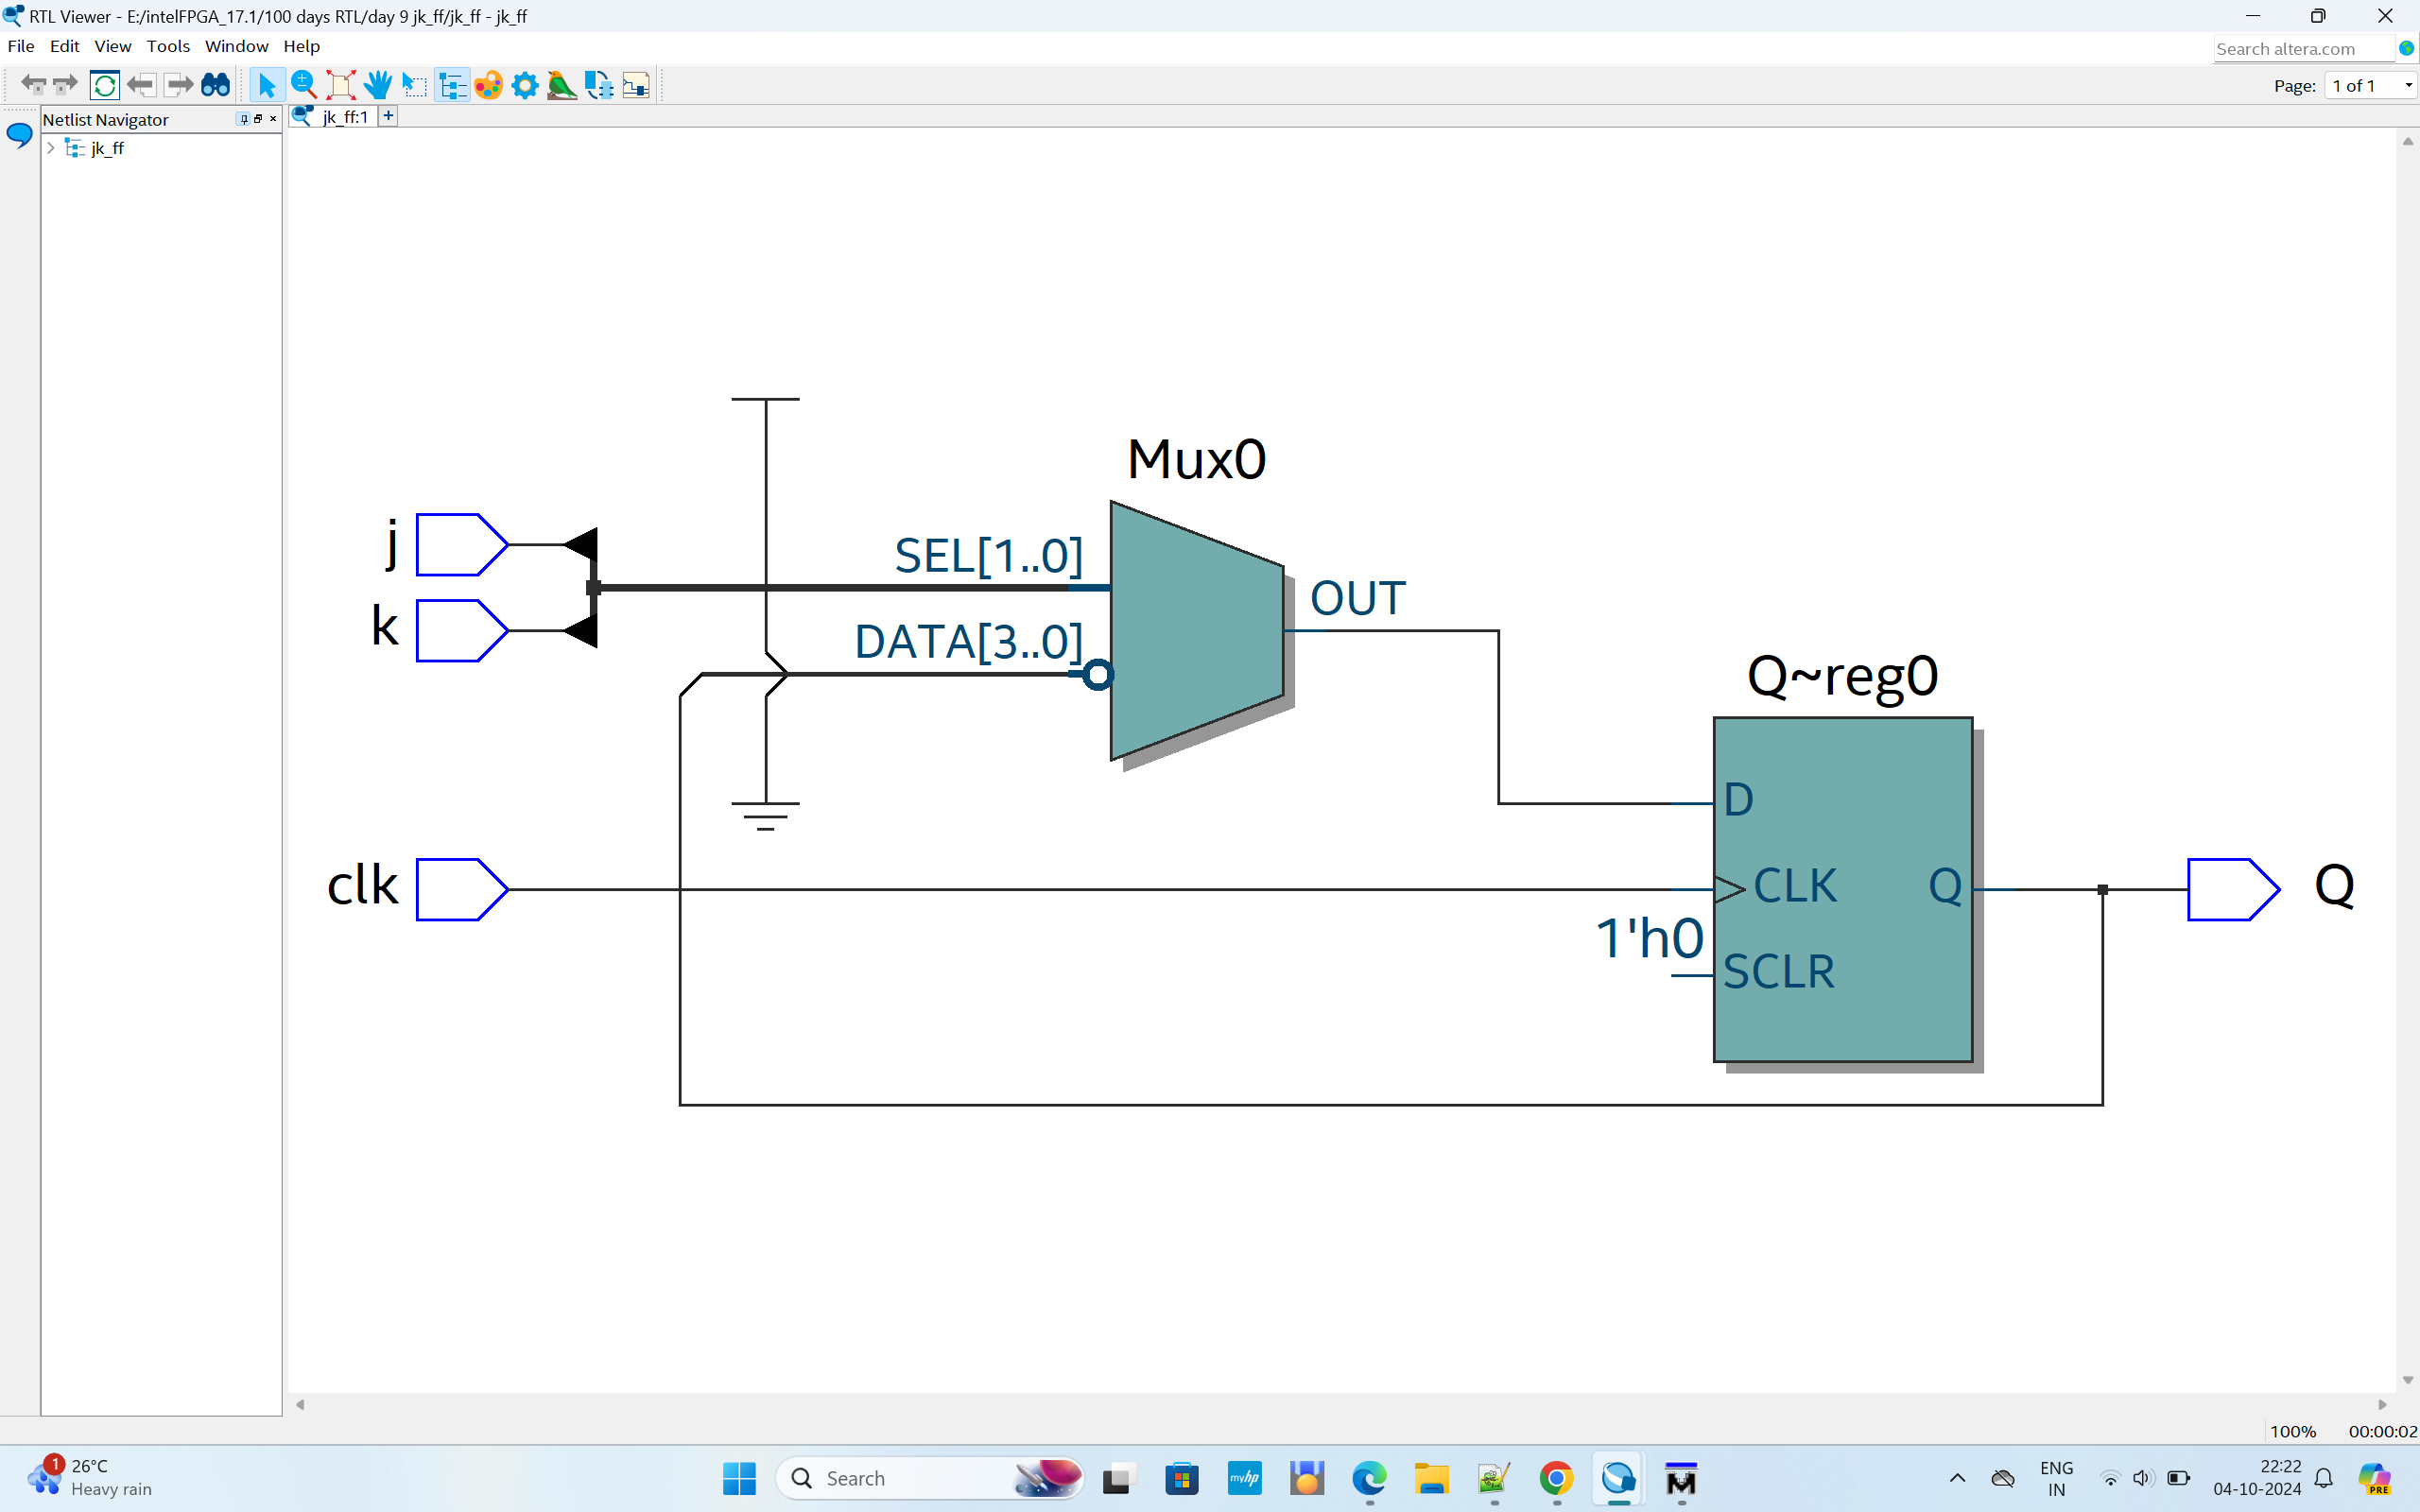 RTL Viewer - E:/intelFPGA_17.1/100 days RTL/day 9 jk_ff/jk_ff - jk_ff
File Edit View Tools Window Help
Search altera.com
Page: 1 of 1
Netlist Navigator
jk_ff:1
jk_ff
Mux0
j
SEL[1..0]
OUT
k
DATA[3..0]
Q~reg0
D
clk
CLK
Q
Q
1'h0
SCLR
100% 00:00:02
1
26°C
Heavy rain
Search
myhp
ENG
IN
22:22
04-10-2024
PRE